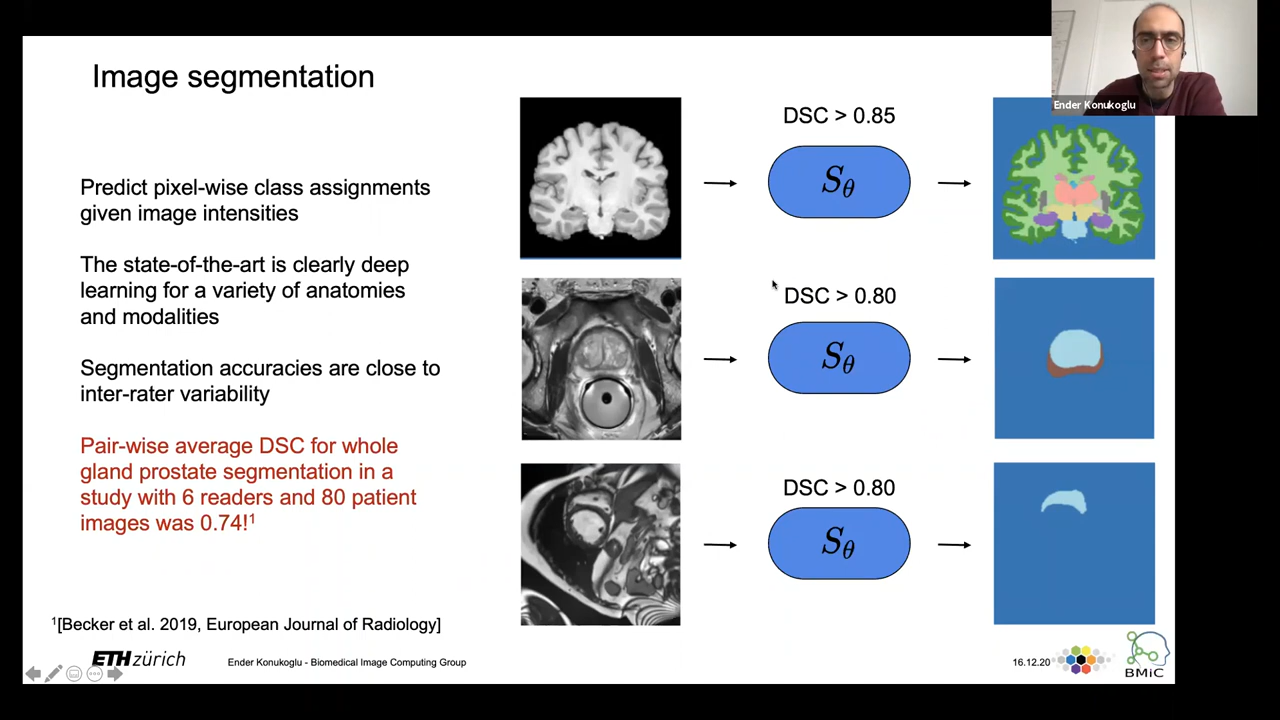 Image segmentation
Ender Konukoglu
Predict pixel-wise class assignments
given image intensities
The state-of-the-art is clearly deep
learning for a variety of anatomies
and modalities
Segmentation accuracies are close to
inter-rater variability
Pair-wise average DSC for whole
gland prostate segmentation in a
study with 6 readers and 80 patient
images was 0.74!¹
DSC > 0.85
S_θ
DSC > 0.80
S_θ
DSC > 0.80
S_θ
¹[Becker et al. 2019, European Journal of Radiology]
ETH zürich
Ender Konukoglu - Biomedical Image Computing Group
16.12.20
BMiC